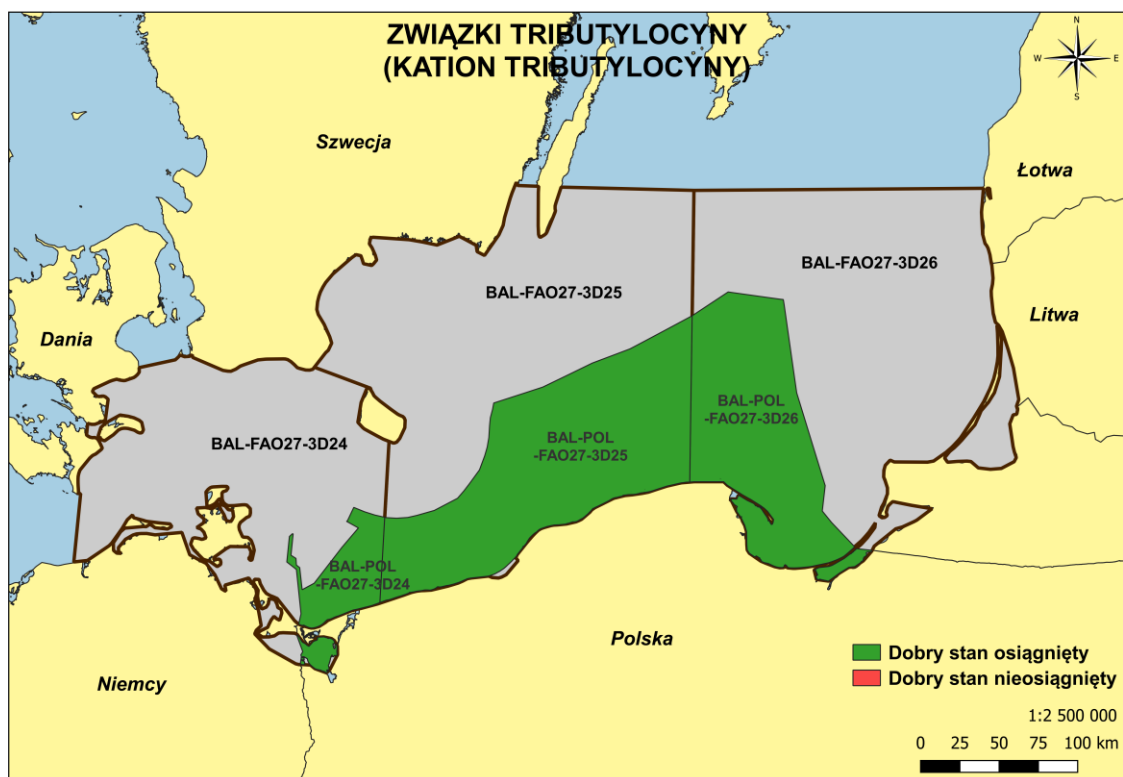 ZWIĄZKI TRIBUTYLOCYNY
(KATION TRIBUTYLOCYNY)
N
W E
S
Szwecja
Łotwa
BAL-FAO27-3D26
BAL-FAO27-3D25
Litwa
Dania
BAL-POL
-FAO27-3D26
BAL-FAO27-3D24
BAL-POL
-FAO27-3D25
BAL-POL
-FAO27-3D24
Polska
Niemcy
Dobry stan osiągnięty
Dobry stan nieosiągnięty
1:2 500 000
0 25 50 75 100 km